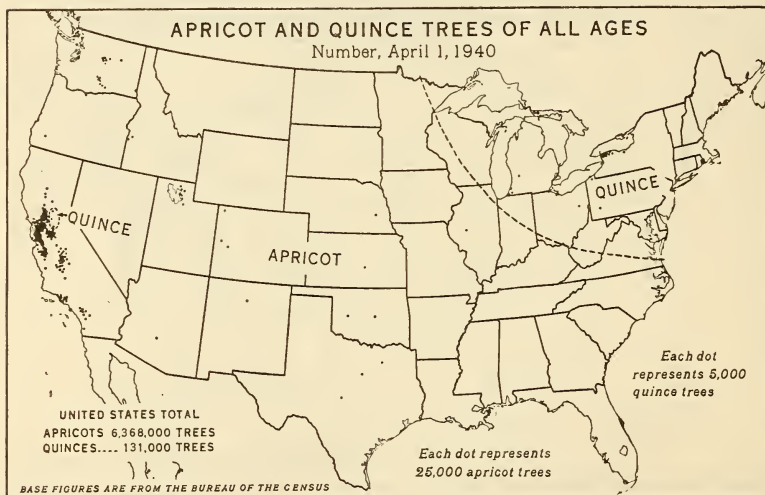 APRICOT AND QUINCE TREES OF ALL AGES
Number, April 1, 1940
QUINCE
QUINCE
APRICOT
Each dot
represents 5,000
quince trees
UNITED STATES TOTAL
APRICOTS 6,368,000 TREES
QUINCES.... 131,000 TREES
Each dot represents
25,000 apricot trees
BASE FIGURES ARE FROM THE BUREAU OF THE CENSUS